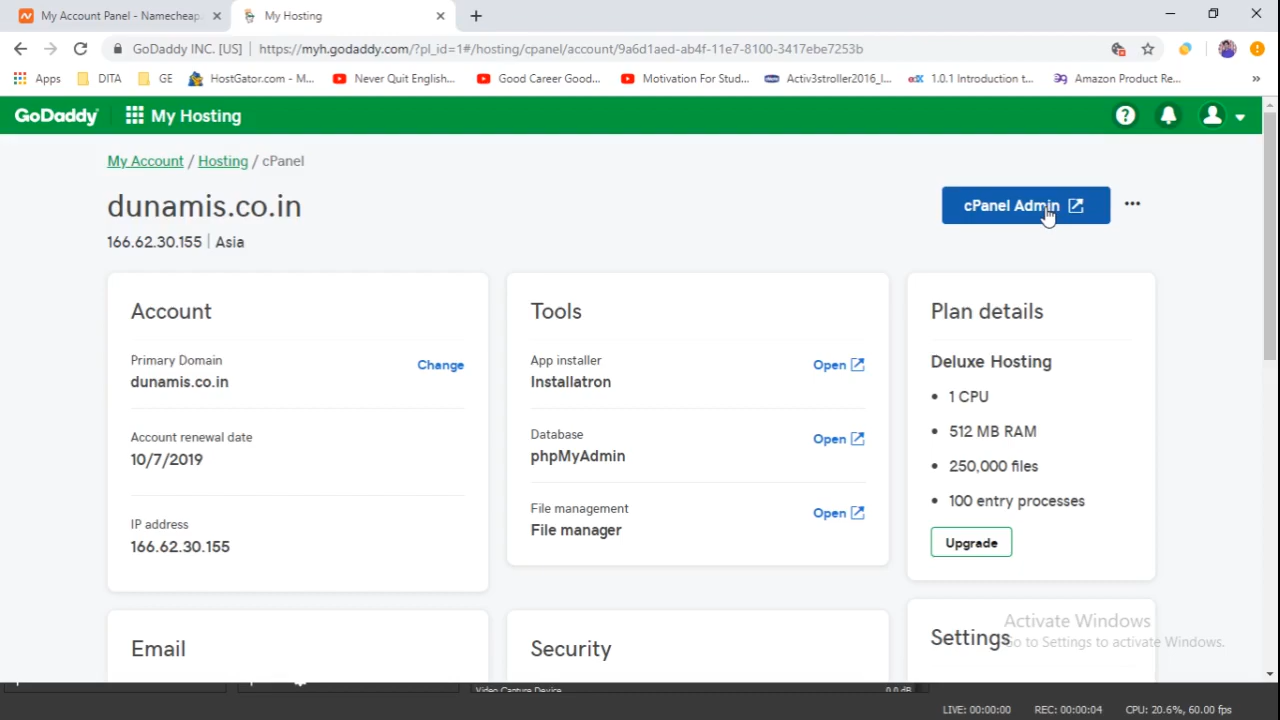 My Account Panel - Namecheap.
My Hosting
GoDaddy INC. [US] | https://myh.godaddy.com/?pl_id=1#/hosting/cpanel/account/9a6d1aed-ab4f-11e7-8100-3417ebe7253b
Apps DITA GE HostGator.com - M... Never Quit English... Good Career Good... Motivation For Stud... Activ3stroller2016_I... 1.0.1 Introduction t... Amazon Product Re... »
GoDaddy My Hosting
My Account / Hosting / cPanel
dunamis.co.in
cPanel Admin
166.62.30.155 | Asia
Account
Primary Domain
dunamis.co.in
Change
Account renewal date
10/7/2019
IP address
166.62.30.155
Tools
App installer
Installatron
Open
Database
phpMyAdmin
Open
File management
File manager
Open
Plan details
Deluxe Hosting
• 1 CPU
• 512 MB RAM
• 250,000 files
• 100 entry processes
Upgrade
Email
Security
Settings
Activate Windows
Go to Settings to activate Windows.
Video Capture Device
0.0 dB
LIVE: 00:00:00 REC: 00:00:04 CPU: 20.6%, 60.00 fps